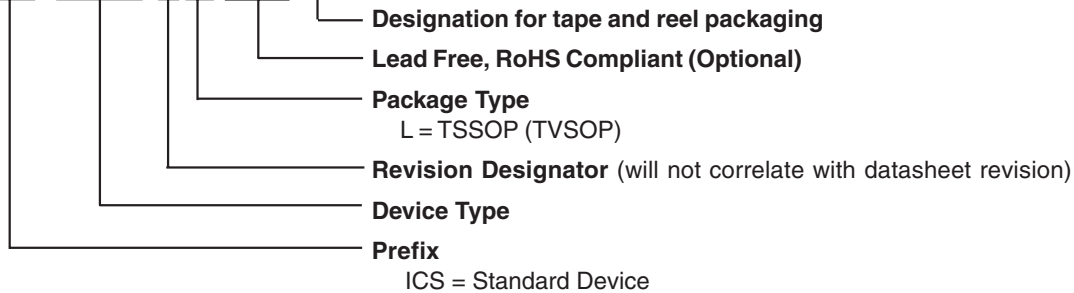 Designation for tape and reel packaging
Lead Free, RoHS Compliant (Optional)
Package Type
L = TSSOP (TVSOP)
Revision Designator (will not correlate with datasheet revision)
Device Type
Prefix
ICS = Standard Device